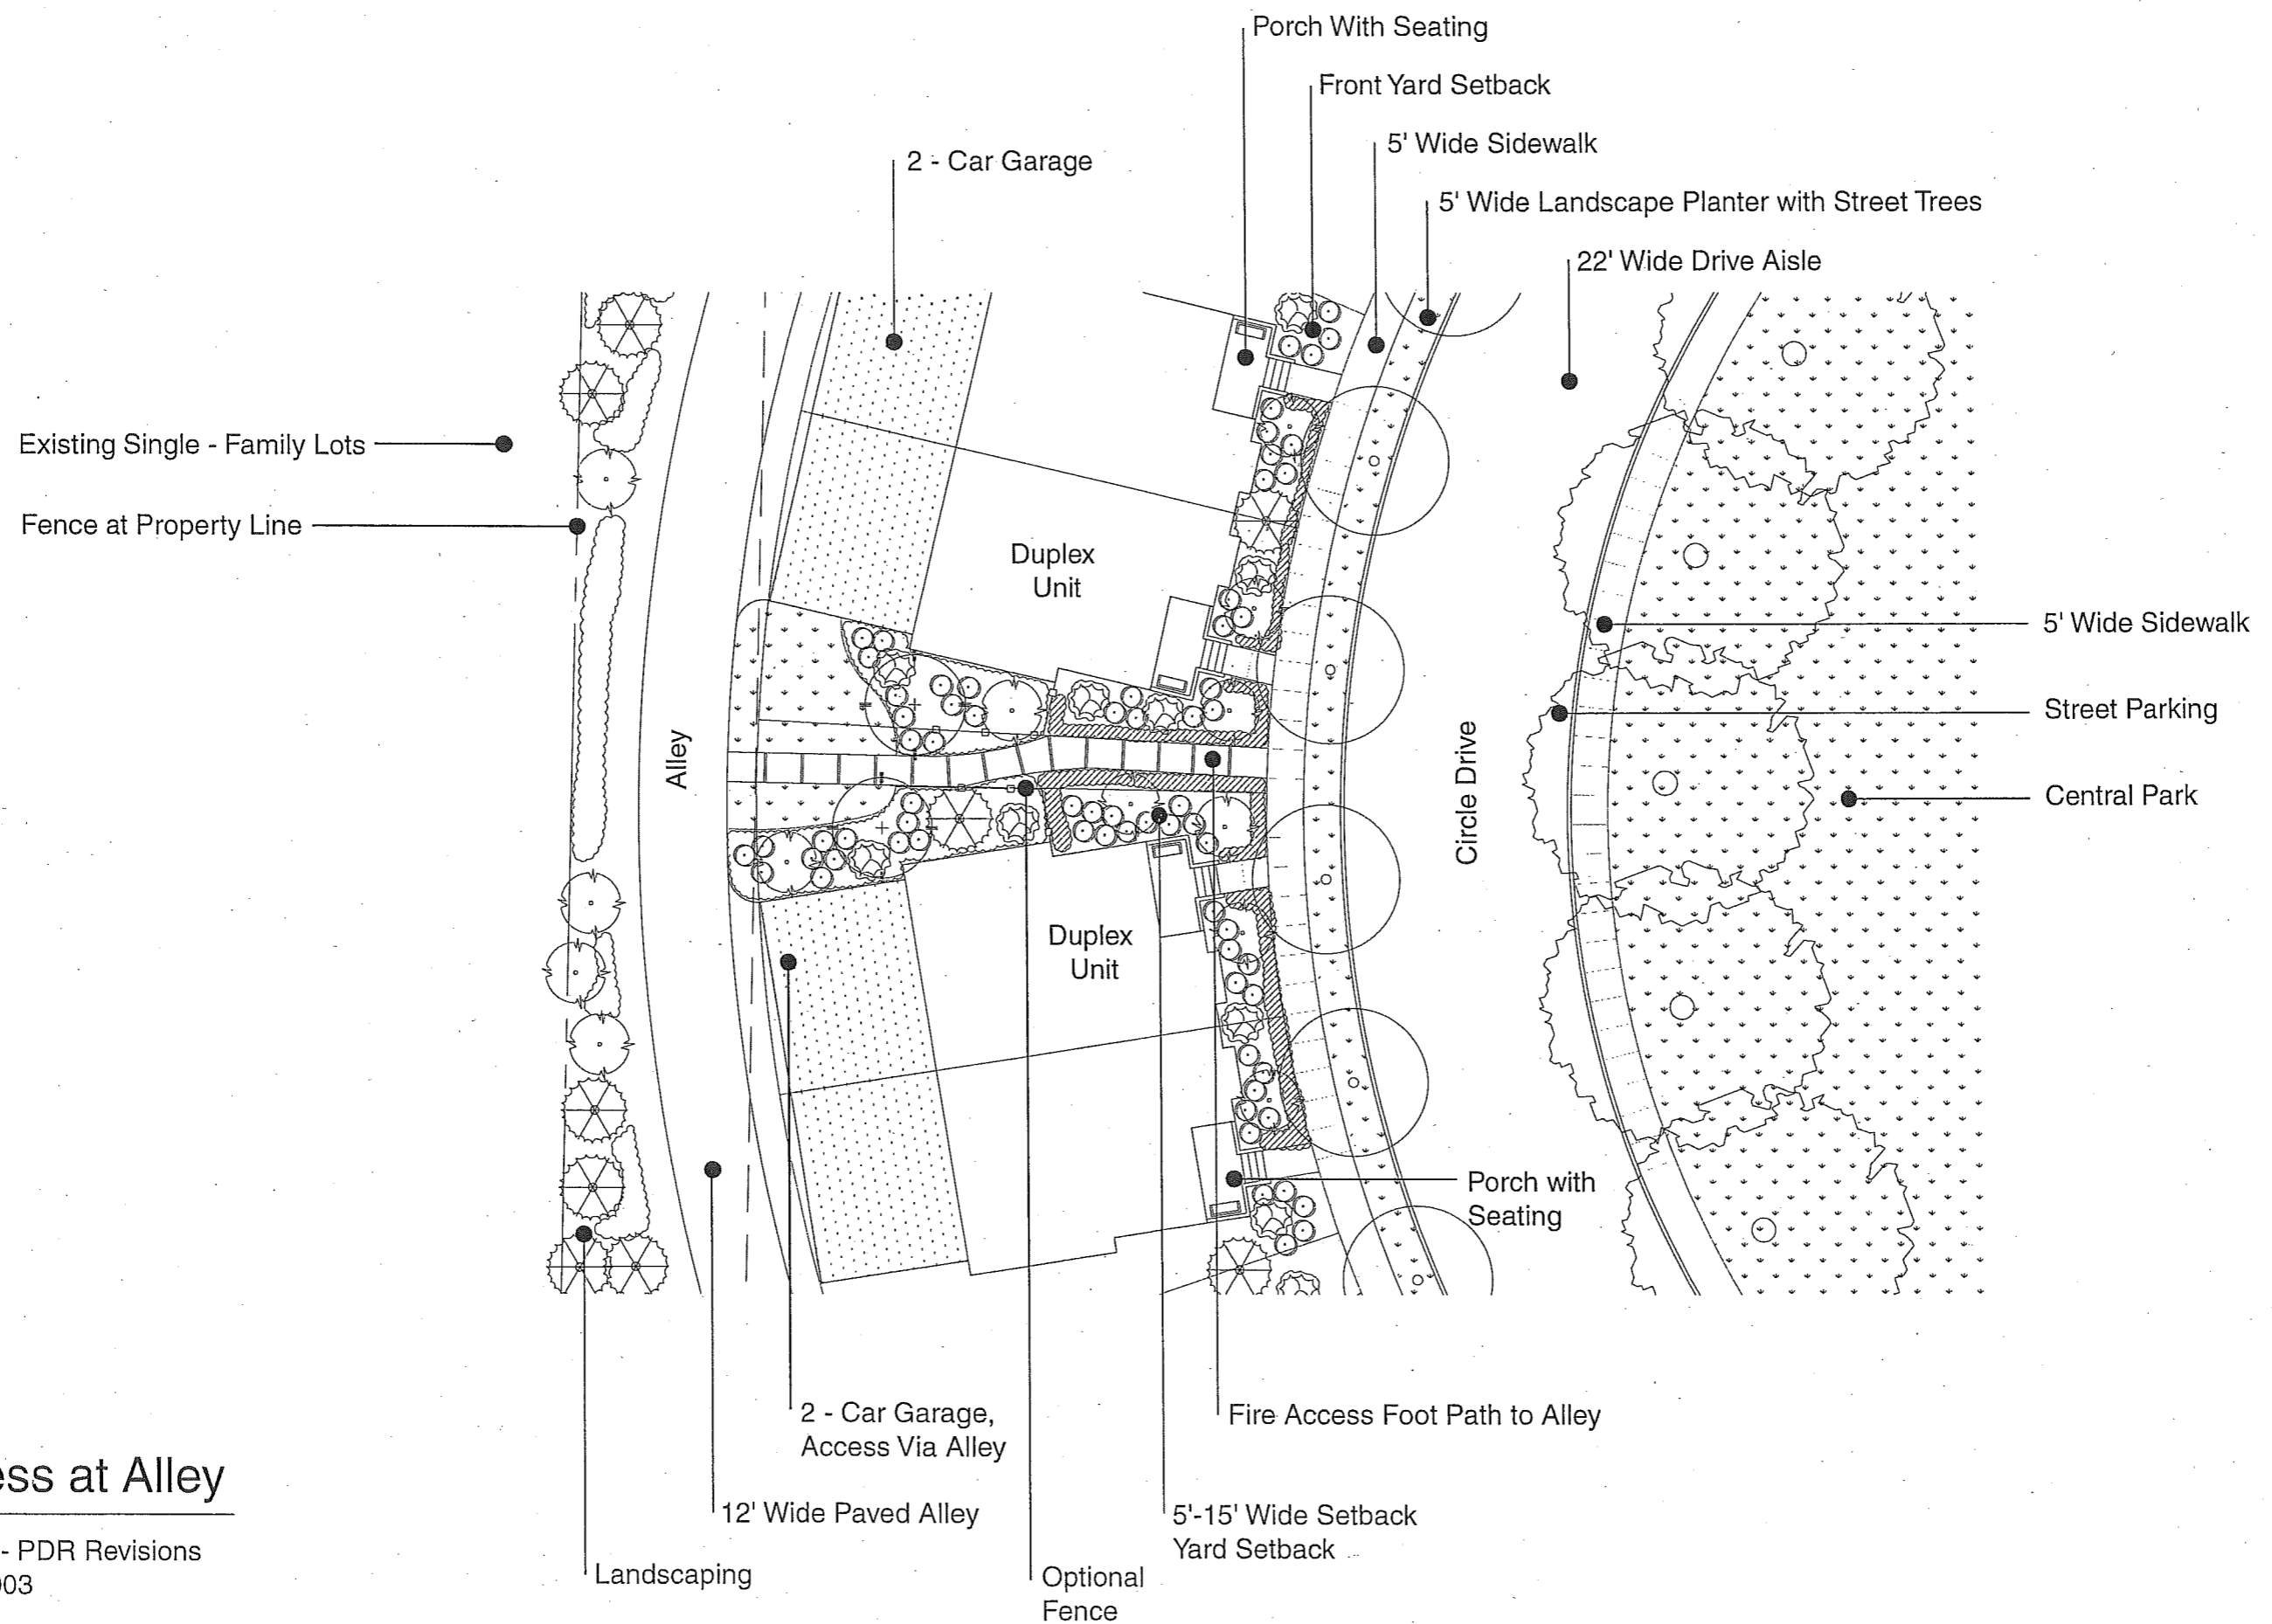 Porch With Seating
Front Yard Setback
5' Wide Sidewalk
2 - Car Garage
5' Wide Landscape Planter with Street Trees
22' Wide Drive Aisle
Existing Single - Family Lots
Fence at Property Line
Duplex
Unit
5' Wide Sidewalk
Street Parking
Alley
Circle Drive
Central Park
Duplex
Unit
Porch with
Seating
2 - Car Garage,
Access Via Alley
Fire Access Foot Path to Alley
ess at Alley
12' Wide Paved Alley
5'-15' Wide Setback
Yard Setback
- PDR Revisions
Landscaping
Optional
Fence